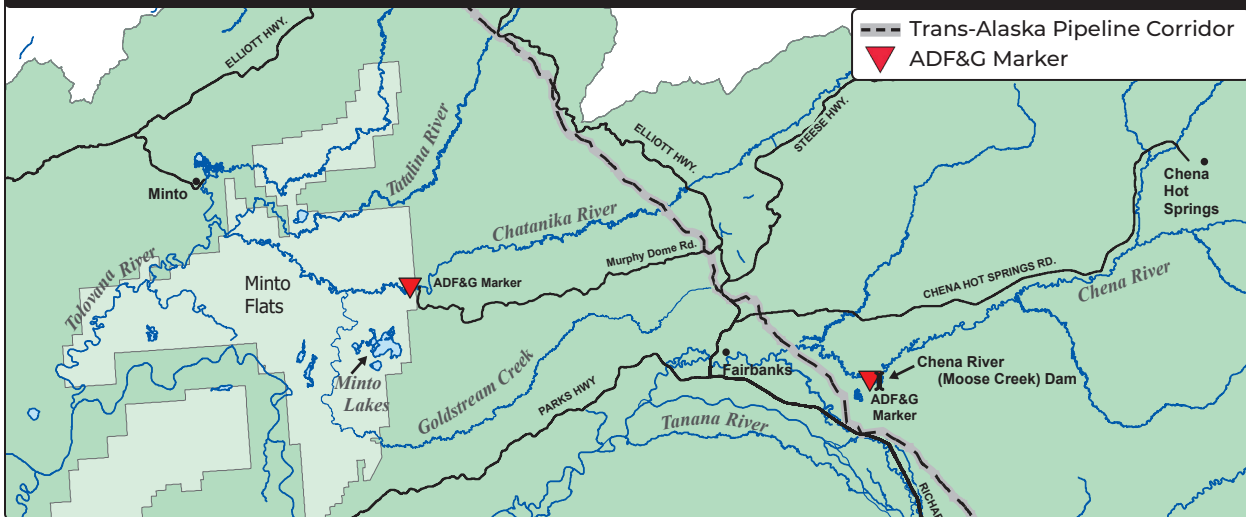 Trans-Alaska Pipeline Corridor
ADF&G Marker
ELLIOTT HWY.
ELLIOTT HWY.
STEESE HWY.
Tatalina River
Minto
Chena
Hot
Springs
Chatanika River
Murphy Dome Rd.
Tolovana River
Minto
Flats
ADF&G Marker
CHENA HOT SPRINGS RD.
Chena River
Minto
Lakes
Goldstream Creek
PARKS HWY
Fairbanks
Chena River
(Moose Creek) Dam
ADF&G
Marker
Tanana River